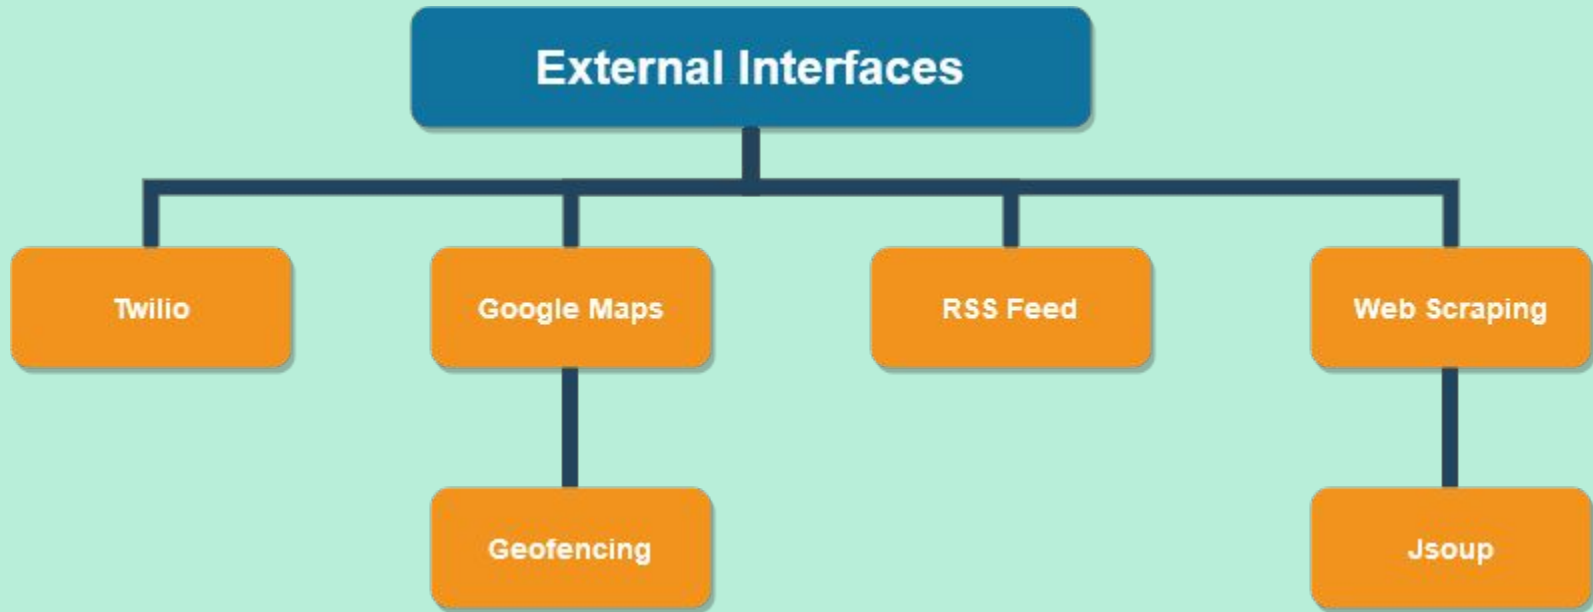 External Interfaces
Twilio
Google Maps
RSS Feed
Web Scraping
Geofencing
Jsoup